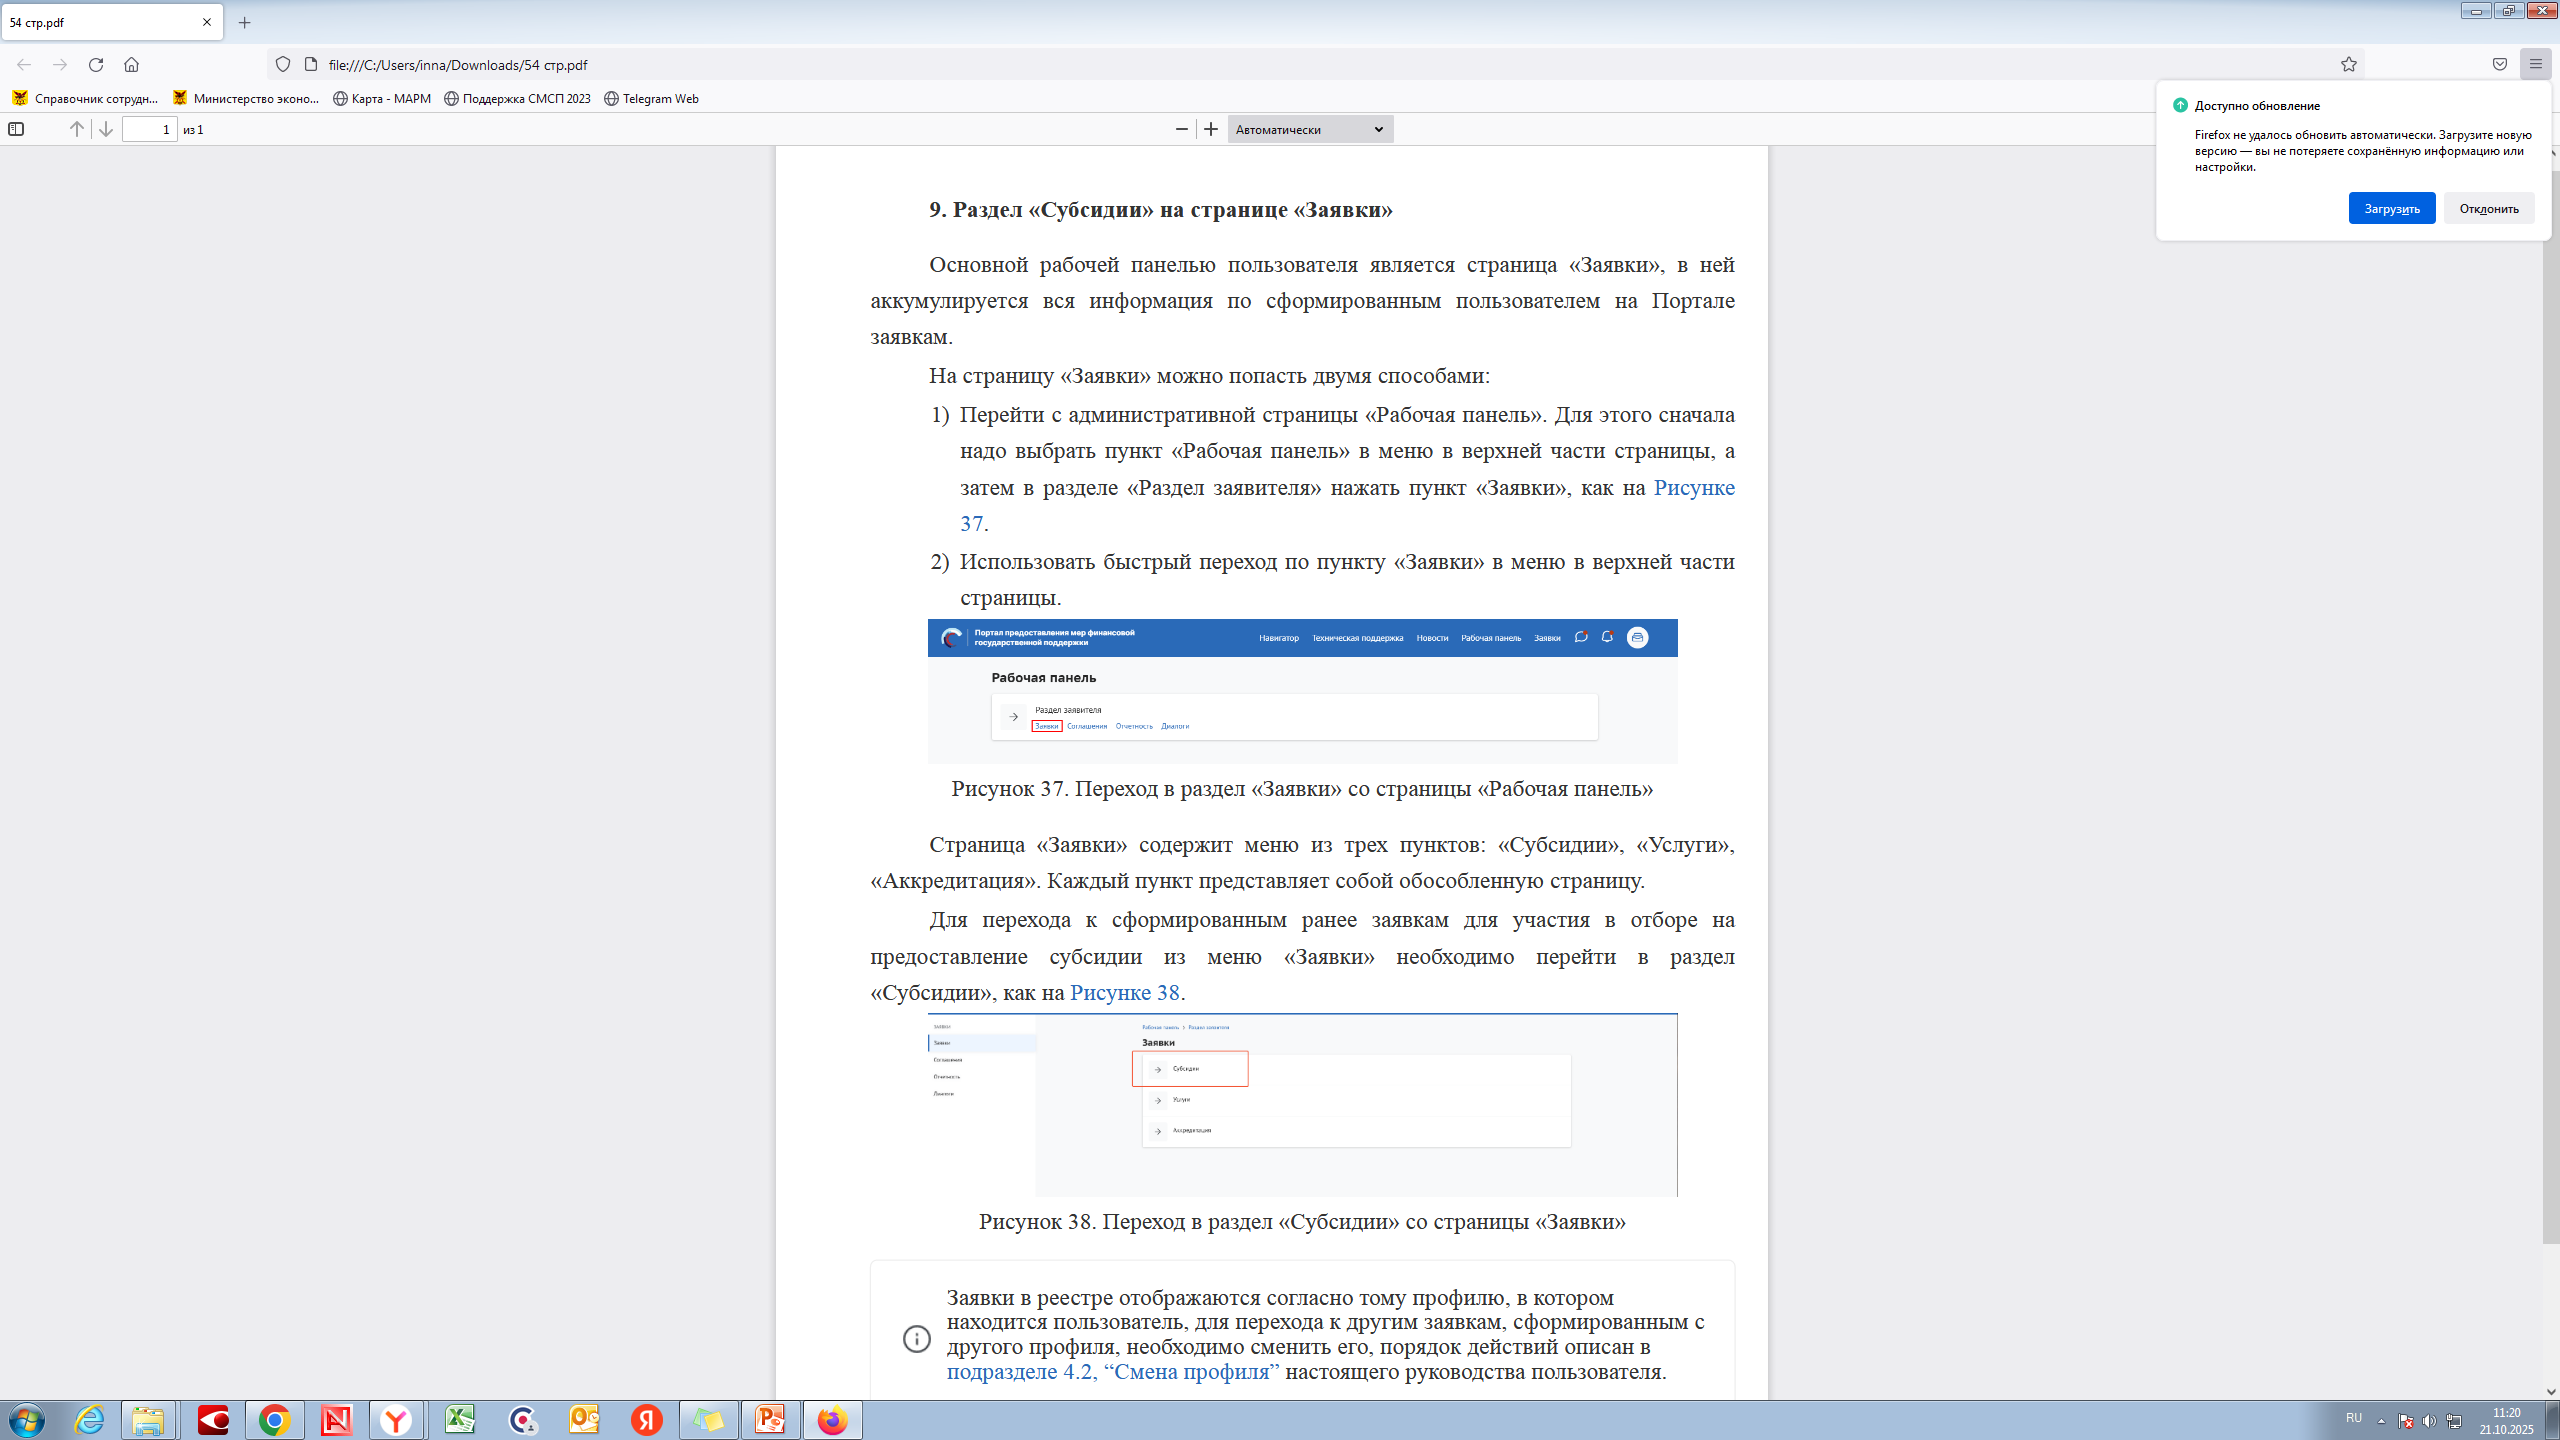 54 стр.pdf
file:///C:/Users/inna/Downloads/54 стр.pdf
Справочник сотрудн...
Министерство эконо...
Карта - МАРМ
Поддержка СМСП 2023
Telegram Web
1 из 1
Автоматически
Доступно обновление
Firefox не удалось обновить автоматически. Загрузите новую
версию — вы не потеряете сохранённую информацию или
настройки.
Загрузить
Отклонить
9. Раздел «Субсидии» на странице «Заявки»
Основной рабочей панелью пользователя является страница «Заявки», в ней
аккумулируется вся информация по сформированным пользователем на Портале
заявкам.
На страницу «Заявки» можно попасть двумя способами:
1) Перейти с административной страницы «Рабочая панель». Для этого сначала
надо выбрать пункт «Рабочая панель» в меню в верхней части страницы, а
затем в разделе «Раздел заявителя» нажать пункт «Заявки», как на Рисунке
37.
2) Использовать быстрый переход по пункту «Заявки» в меню в верхней части
страницы.
Портал предоставления мер финансовой
государственной поддержки
Навигатор Техническая поддержка Новости Рабочая панель Заявки
Рабочая панель
Раздел заявителя
Заявки Соглашения Отчетность Диалоги
Рисунок 37. Переход в раздел «Заявки» со страницы «Рабочая панель»
Страница «Заявки» содержит меню из трех пунктов: «Субсидии», «Услуги»,
«Аккредитация». Каждый пункт представляет собой обособленную страницу.
Для перехода к сформированным ранее заявкам для участия в отборе на
предоставление субсидии из меню «Заявки» необходимо перейти в раздел
«Субсидии», как на Рисунке 38.
ЗАЯВКИ
Заявки
Соглашения
Отчетность
Диалоги
Рабочая панель > Раздел заявителя
Заявки
Субсидии
Услуги
Аккредитация
Рисунок 38. Переход в раздел «Субсидии» со страницы «Заявки»
Заявки в реестре отображаются согласно тому профилю, в котором
находится пользователь, для перехода к другим заявкам, сформированным с
другого профиля, необходимо сменить его, порядок действий описан в
подразделе 4.2, “Смена профиля” настоящего руководства пользователя.
RU
11:20
21.10.2025